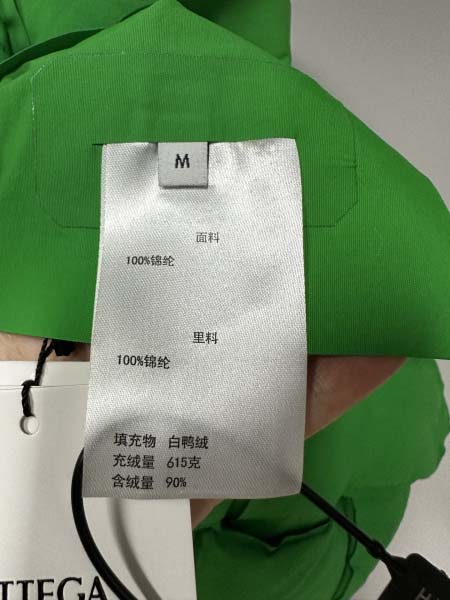 M
面料
100%锦纶
里料
100%锦纶
填充物 白鸭绒
充绒量 615克
含绒量 90%